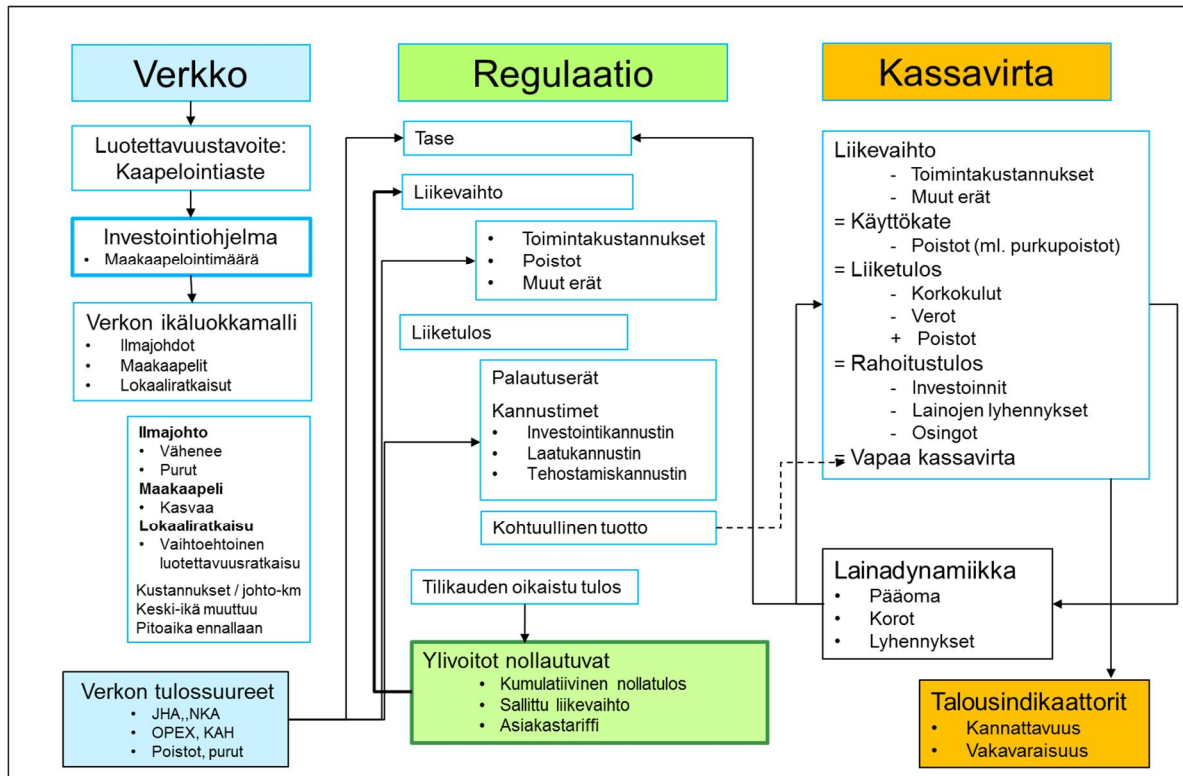 Verkko
Luotettavuustavoite:
Kaapelointiaste
Investointiohjelma
• Maakaapelointimäärä
Verkon ikäluokkamalli
• Ilmajohdot
• Maakaapelit
• Lokaaliratkaisut
Ilmajohto
• Vähenee
• Purut
Maakaapeli
• Kasvaa
Lokaaliratkaisu
• Vaihtoehtoinen
luotettavuusratkaisu
Kustannukset / johto-km
Keski-ikä muuttuu
Pitoaika ennallaan
Verkon tulossuureet
• JHA,,NKA
• OPEX, KAH
• Poistot, purut
Regulaatio
Tase
Liikevaihto
• Toimintakustannukset
• Poistot
• Muut erät
Liiketulos
Palautuserät
Kannustimet
• Investointikannustin
• Laatukannustin
• Tehostamiskannustin
Kohtuullinen tuotto
Tilikauden oikaistu tulos
Ylivoitot nollautuvat
• Kumulatiivinen nollatulos
• Sallittu liikevaihto
• Asiakastariffi
Kassavirta
Liikevaihto
- Toimintakustannukset
- Muut erät
= Käyttökate
- Poistot (ml. purkupoistot)
= Liiketulos
- Korkokulut
- Verot
+ Poistot
= Rahoitustulos
- Investoinnit
- Lainojen lyhennykset
- Osingot
= Vapaa kassavirta
Lainadynamiikka
• Pääoma
• Korot
• Lyhennykset
Talousindikaattorit
• Kannattavuus
• Vakavaraisuus